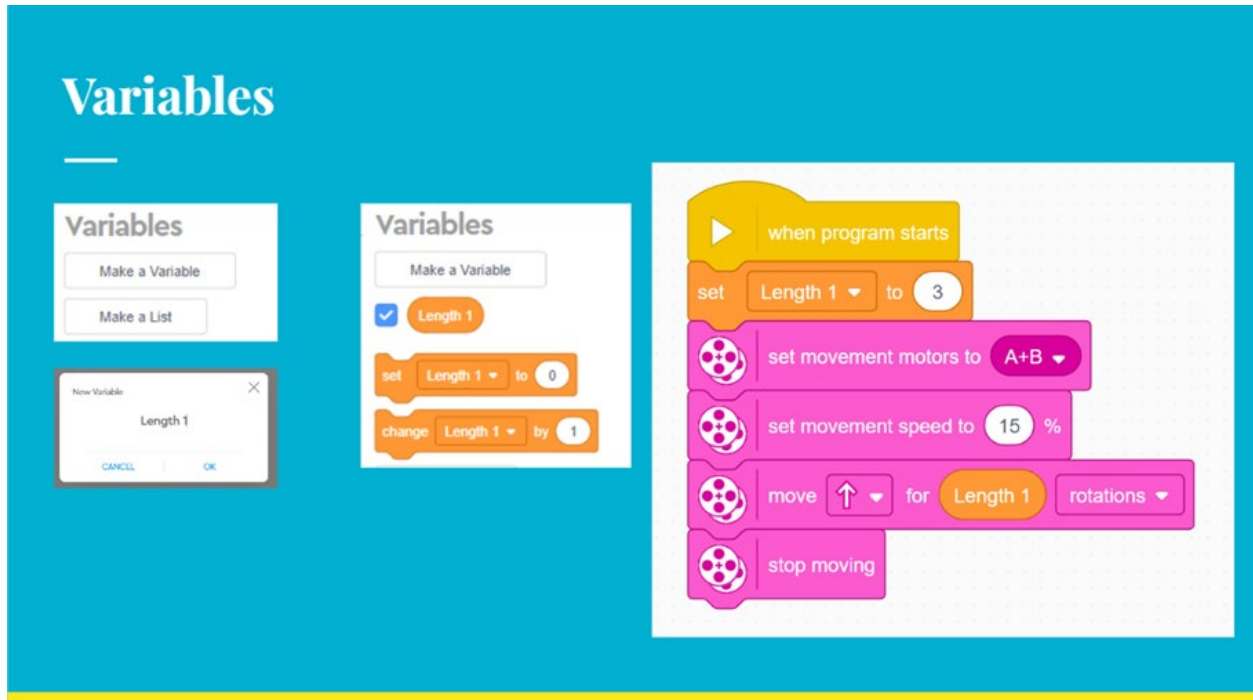 Variables
Variables
Make a Variable
Make a List
New Variable
Length 1
CANCEL
OK
Variables
Make a Variable
Length 1
set Length 1 to 0
change Length 1 by 1
when program starts
set Length 1 to 3
set movement motors to A+B
set movement speed to 15 %
move for Length 1 rotations
stop moving